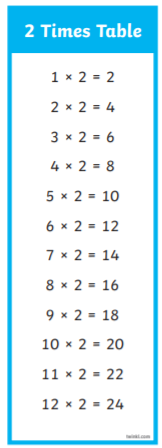 2 Times Table
1 × 2 = 2
2 × 2 = 4
3 × 2 = 6
4 × 2 = 8
5 × 2 = 10
6 × 2 = 12
7 × 2 = 14
8 × 2 = 16
9 × 2 = 18
10 × 2 = 20
11 × 2 = 22
12 × 2 = 24
twinkl.com